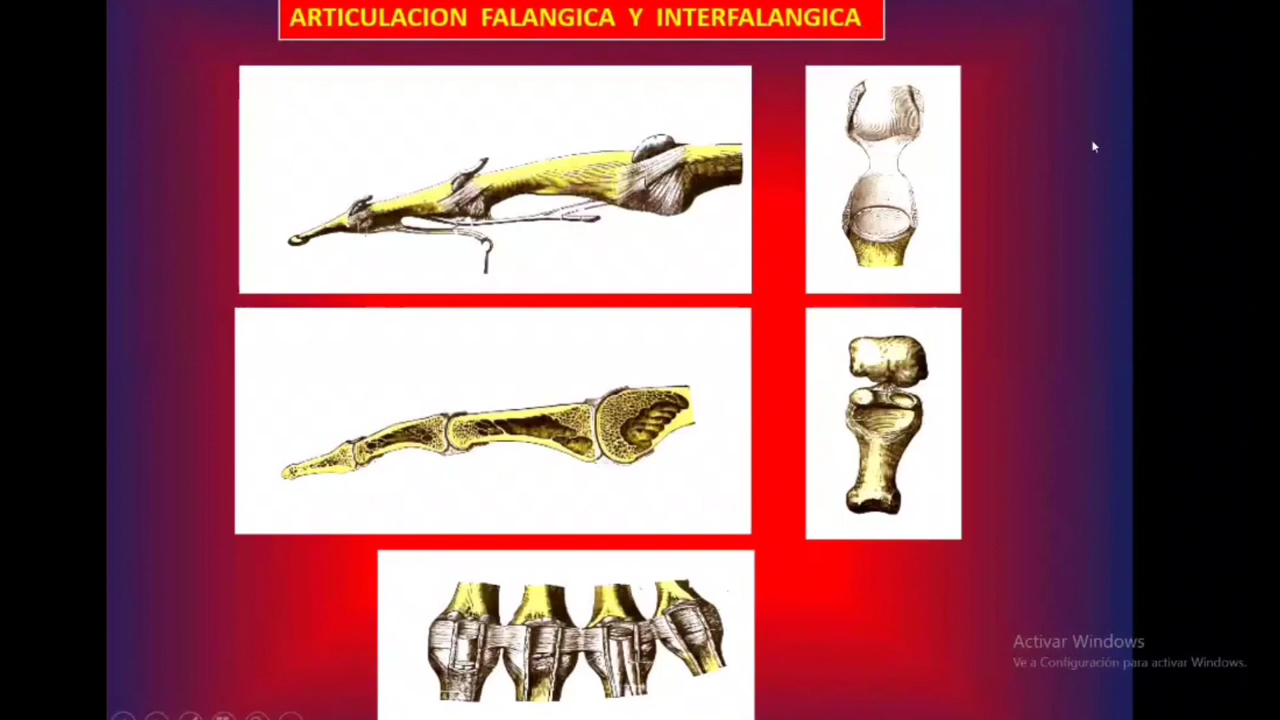 ARTICULACION FALANGICA Y INTERFALANGICA
Activar Windows
Ve a Configuración para activar Windows.